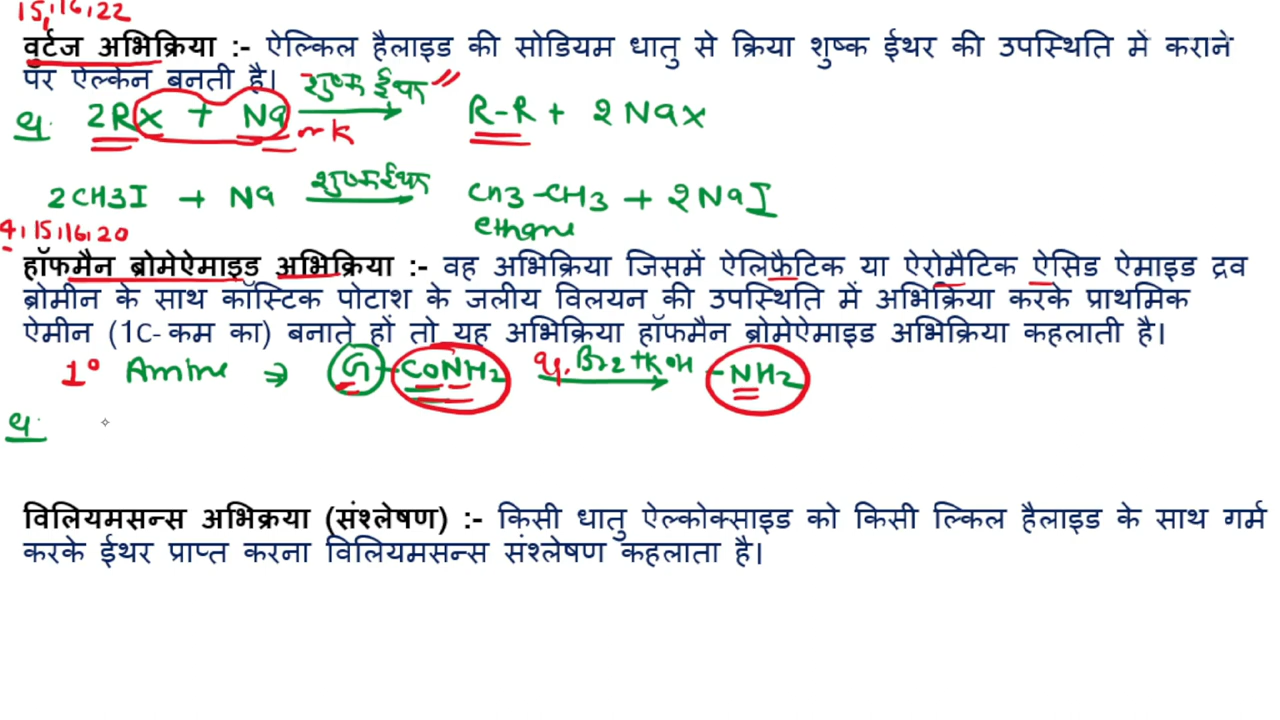 15,16,22
वुर्टज अभिक्रिया :- ऐल्किल हैलाइड की सोडियम धातु से क्रिया शुष्क ईथर की उपस्थिति में कराने
पर ऐल्केन बनती है।
2RX + Na शुष्क ईथर R-R + 2NaX
2CH3I + Na शुष्क ईथर CH3-CH3 + 2NaI
ethane
4,15,16,20
हॉफमैन ब्रोमेऐमाइड अभिक्रिया :- वह अभिक्रिया जिसमें ऐलिफैटिक या ऐरोमैटिक ऐसिड ऐमाइड द्रव
ब्रोमीन के साथ कॉस्टिक पोटाश के जलीय विलयन की उपस्थिति में अभिक्रिया करके प्राथमिक
ऐमीन (1C- कम का) बनाते हों तो यह अभिक्रिया हॉफमैन ब्रोमेऐमाइड अभिक्रिया कहलाती है।
1° Amine ⇒ G-CONH2 Br2+KOH -NH2
विलियमसन्स अभिक्रया (संश्लेषण) :- किसी धातु ऐल्कोक्साइड को किसी ल्किल हैलाइड के साथ गर्म
करके ईथर प्राप्त करना विलियमसन्स संश्लेषण कहलाता है।